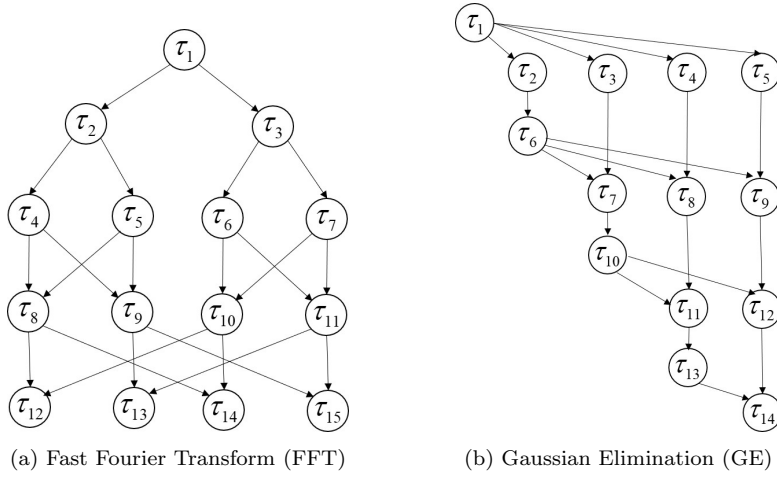 τ1
τ2 τ3
τ4 τ5 τ6 τ7
τ8 τ9 τ10 τ11
τ12 τ13 τ14 τ15
(a) Fast Fourier Transform (FFT)
τ1
τ2 τ3 τ4 τ5
τ6
τ7 τ8 τ9
τ10
τ11 τ12
τ13
τ14
(b) Gaussian Elimination (GE)